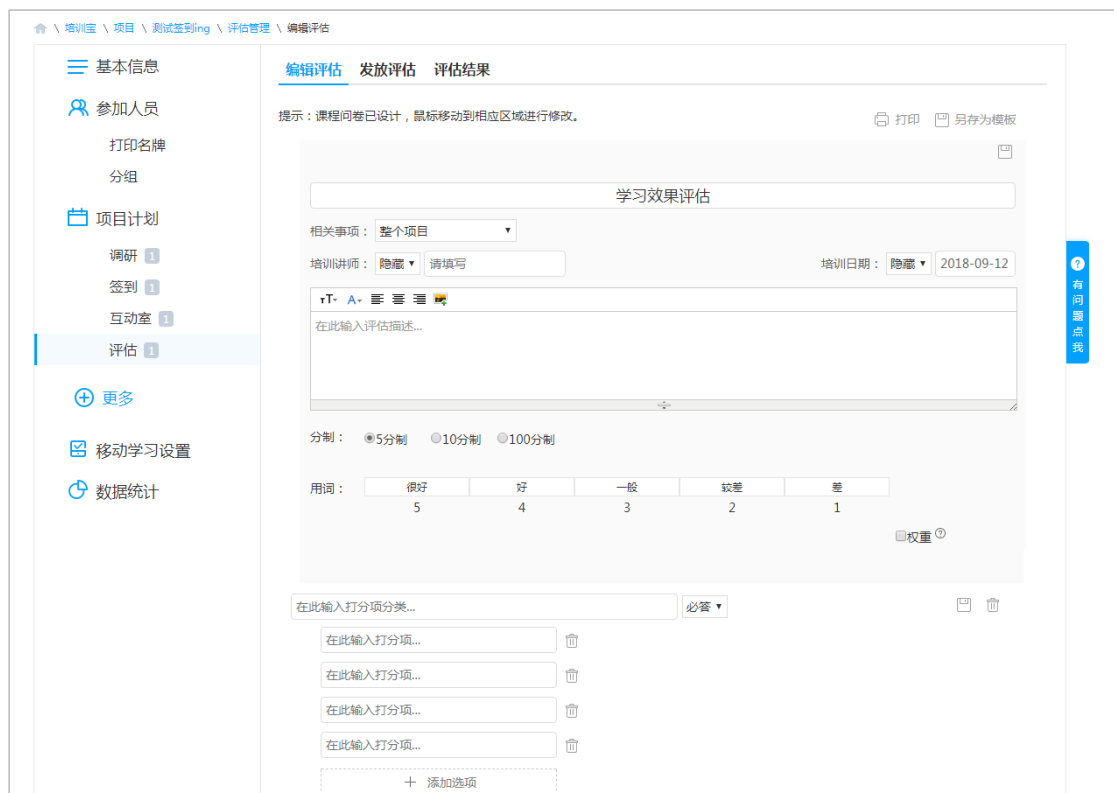 \ 培训宝 \ 项目 \ 测试签到ing \ 评估管理 \ 编辑评估
基本信息
参加人员
打印名牌
分组
项目计划
调研 1
签到 1
互动室 1
评估 1
更多
移动学习设置
数据统计
编辑评估 发放评估 评估结果
提示：课程问卷已设计，鼠标移动到相应区域进行修改。
打印 另存为模板
学习效果评估
相关事项： 整个项目
培训讲师： 隐藏 请填写 培训日期： 隐藏 2018-09-12
тT A
在此输入评估描述...
分制： 5分制 10分制 100分制
用词： 很好 好 一般 较差 差
5 4 3 2 1
权重 ?
在此输入打分项分类... 必答
在此输入打分项...
在此输入打分项...
在此输入打分项...
在此输入打分项...
+ 添加选项
? 有问题点我